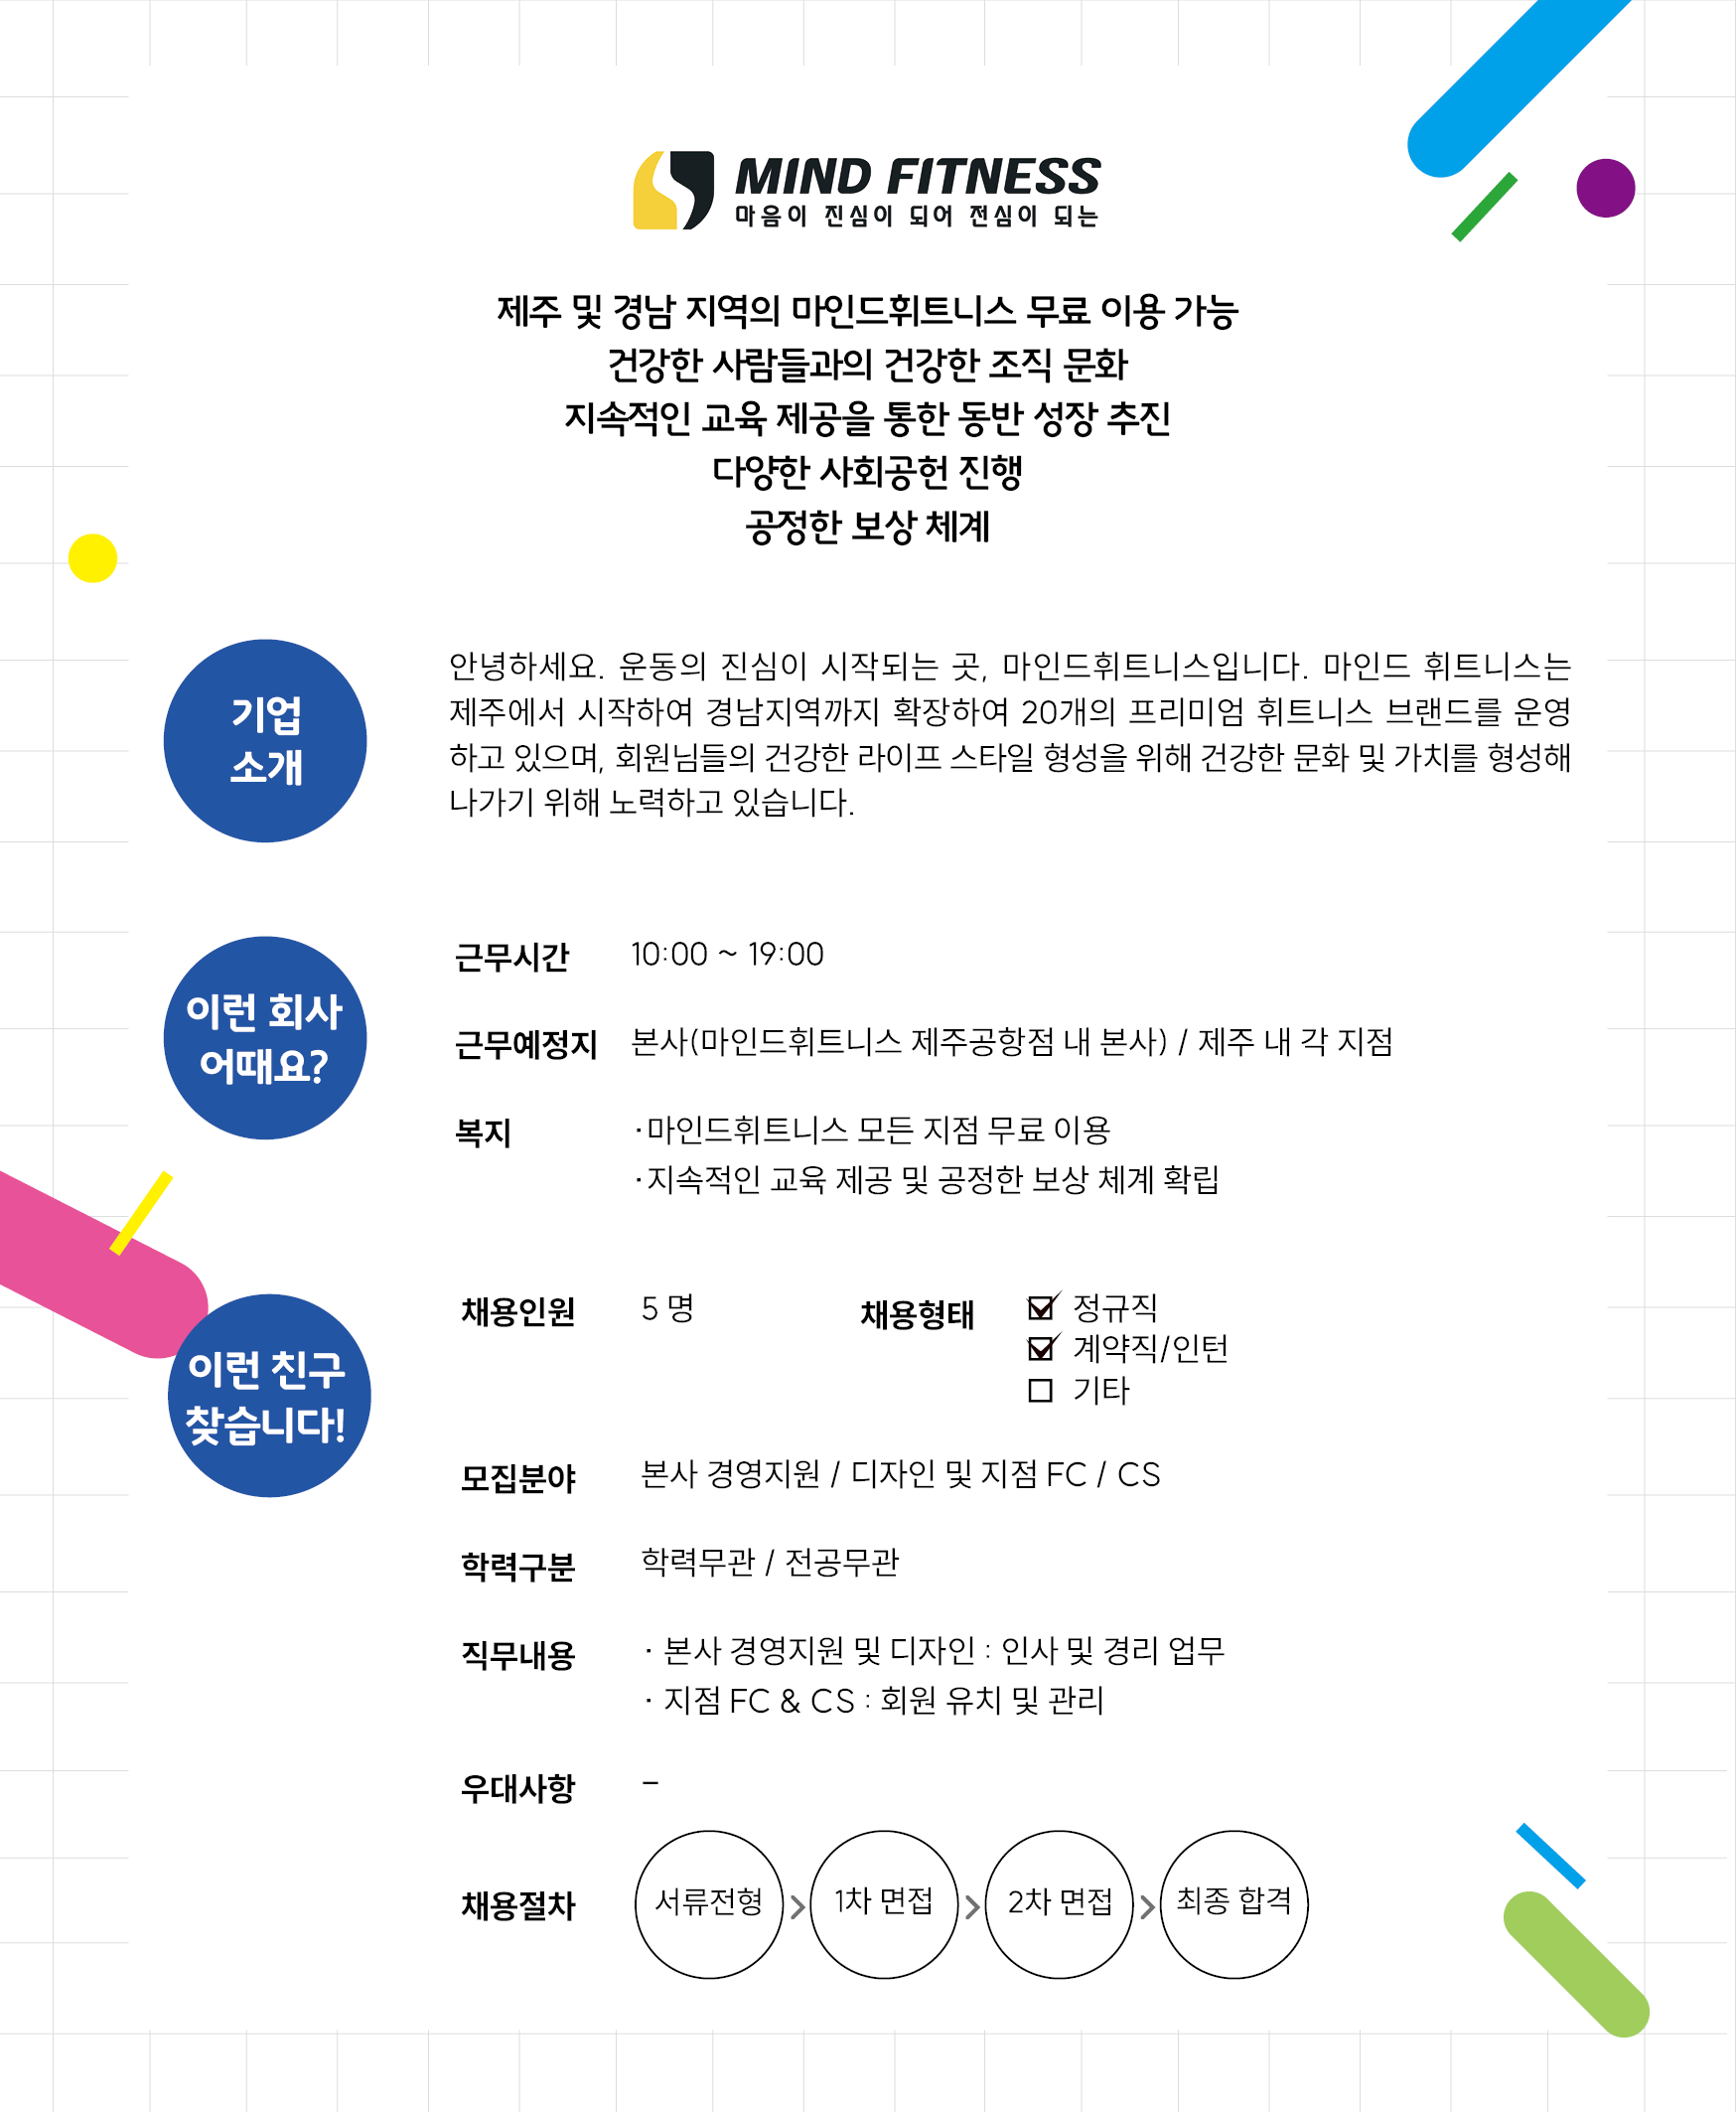 MIND FITNESS
마음이 진심이 되어 전심이 되는
제주 및 경남 지역의 마인드휘트니스 무료 이용 가능
건강한 사람들과의 건강한 조직 문화
지속적인 교육 제공을 통한 동반 성장 추진
다양한 사회공헌 진행
공정한 보상 체계
기업
소개
안녕하세요. 운동의 진심이 시작되는 곳, 마인드휘트니스입니다. 마인드 휘트니스는
제주에서 시작하여 경남지역까지 확장하여 20개의 프리미엄 휘트니스 브랜드를 운영
하고 있으며, 회원님들의 건강한 라이프 스타일 형성을 위해 건강한 문화 및 가치를 형성해
나가기 위해 노력하고 있습니다.
이런 회사
어때요?
근무시간 10:00 ~ 19:00
근무예정지 본사(마인드휘트니스 제주공항점 내 본사) / 제주 내 각 지점
복지 ·마인드휘트니스 모든 지점 무료 이용
·지속적인 교육 제공 및 공정한 보상 체계 확립
이런 친구
찾습니다!
채용인원 5 명 채용형태 정규직
계약직/인턴
기타
모집분야 본사 경영지원 / 디자인 및 지점 FC / CS
학력구분 학력무관 / 전공무관
직무내용 · 본사 경영지원 및 디자인 : 인사 및 경리 업무
· 지점 FC & CS : 회원 유치 및 관리
우대사항 –
채용절차 서류전형 > 1차 면접 > 2차 면접 > 최종 합격